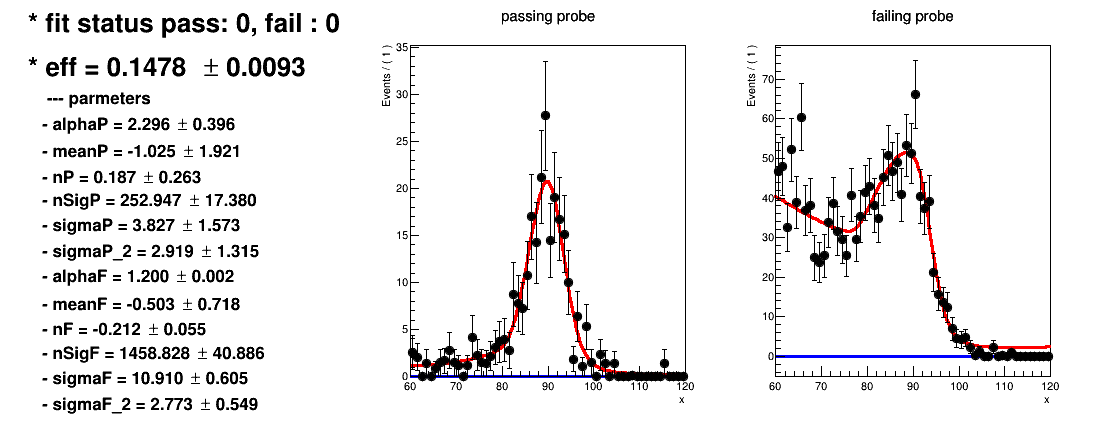 * fit status pass: 0, fail : 0
* eff = 0.1478 ± 0.0093
--- parmeters
- alphaP = 2.296 ± 0.396
- meanP = -1.025 ± 1.921
- nP = 0.187 ± 0.263
- nSigP = 252.947 ± 17.380
- sigmaP = 3.827 ± 1.573
- sigmaP_2 = 2.919 ± 1.315
- alphaF = 1.200 ± 0.002
- meanF = -0.503 ± 0.718
- nF = -0.212 ± 0.055
- nSigF = 1458.828 ± 40.886
- sigmaF = 10.910 ± 0.605
- sigmaF_2 = 2.773 ± 0.549
passing probe
Events / ( 1 )
35
30
25
20
15
10
5
0
60 70 80 90 100 110 120
x
failing probe
Events / ( 1 )
70
60
50
40
30
20
10
0
60 70 80 90 100 110 120
x